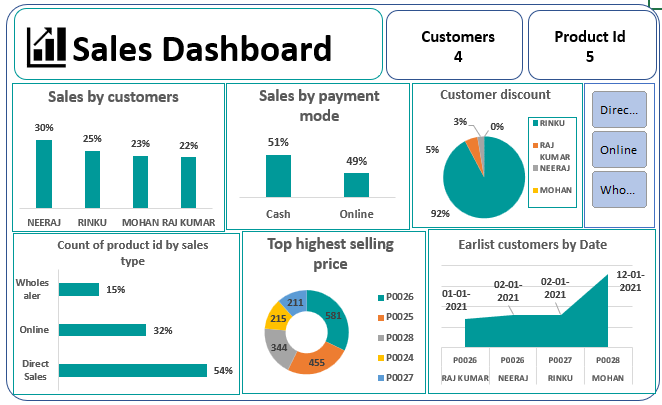 Sales Dashboard
Customers
4
Product Id
5
Sales by customers
30%
25%
23%
22%
NEERAJ
RINKU
MOHAN
RAJ KUMAR
Sales by payment
mode
51%
49%
Cash
Online
Customer discount
3%
0%
5%
92%
RINKU
RAJ
KUMAR
NEERAJ
MOHAN
Direc...
Online
Who...
Count of product id by sales
type
Wholes
aler
15%
Online
32%
Direct
Sales
54%
Top highest selling
price
211
581
215
344
455
P0026
P0025
P0028
P0024
P0027
Earlist customers by Date
01-01-
2021
02-01-
2021
02-01-
2021
12-01-
2021
P0026
P0026
P0027
P0028
RAJ KUMAR
NEERAJ
RINKU
MOHAN